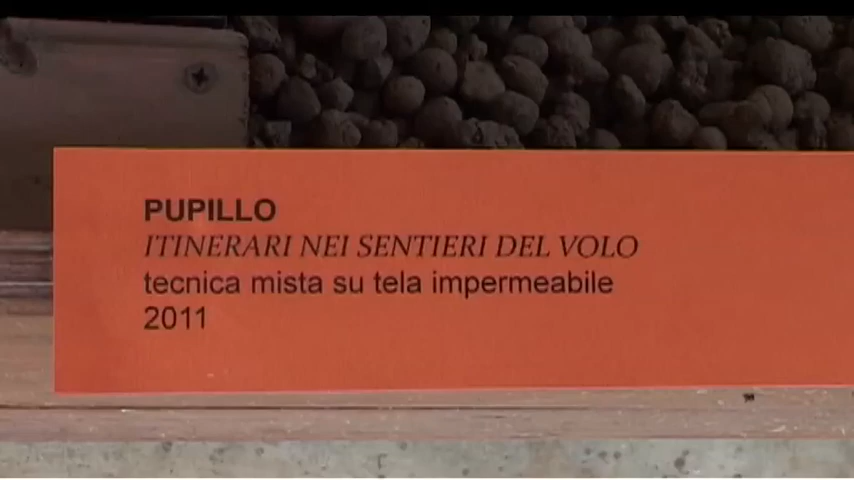 PUPILLO
ITINERARI NEI SENTIERI DEL VOLO
tecnica mista su tela impermeabile
2011